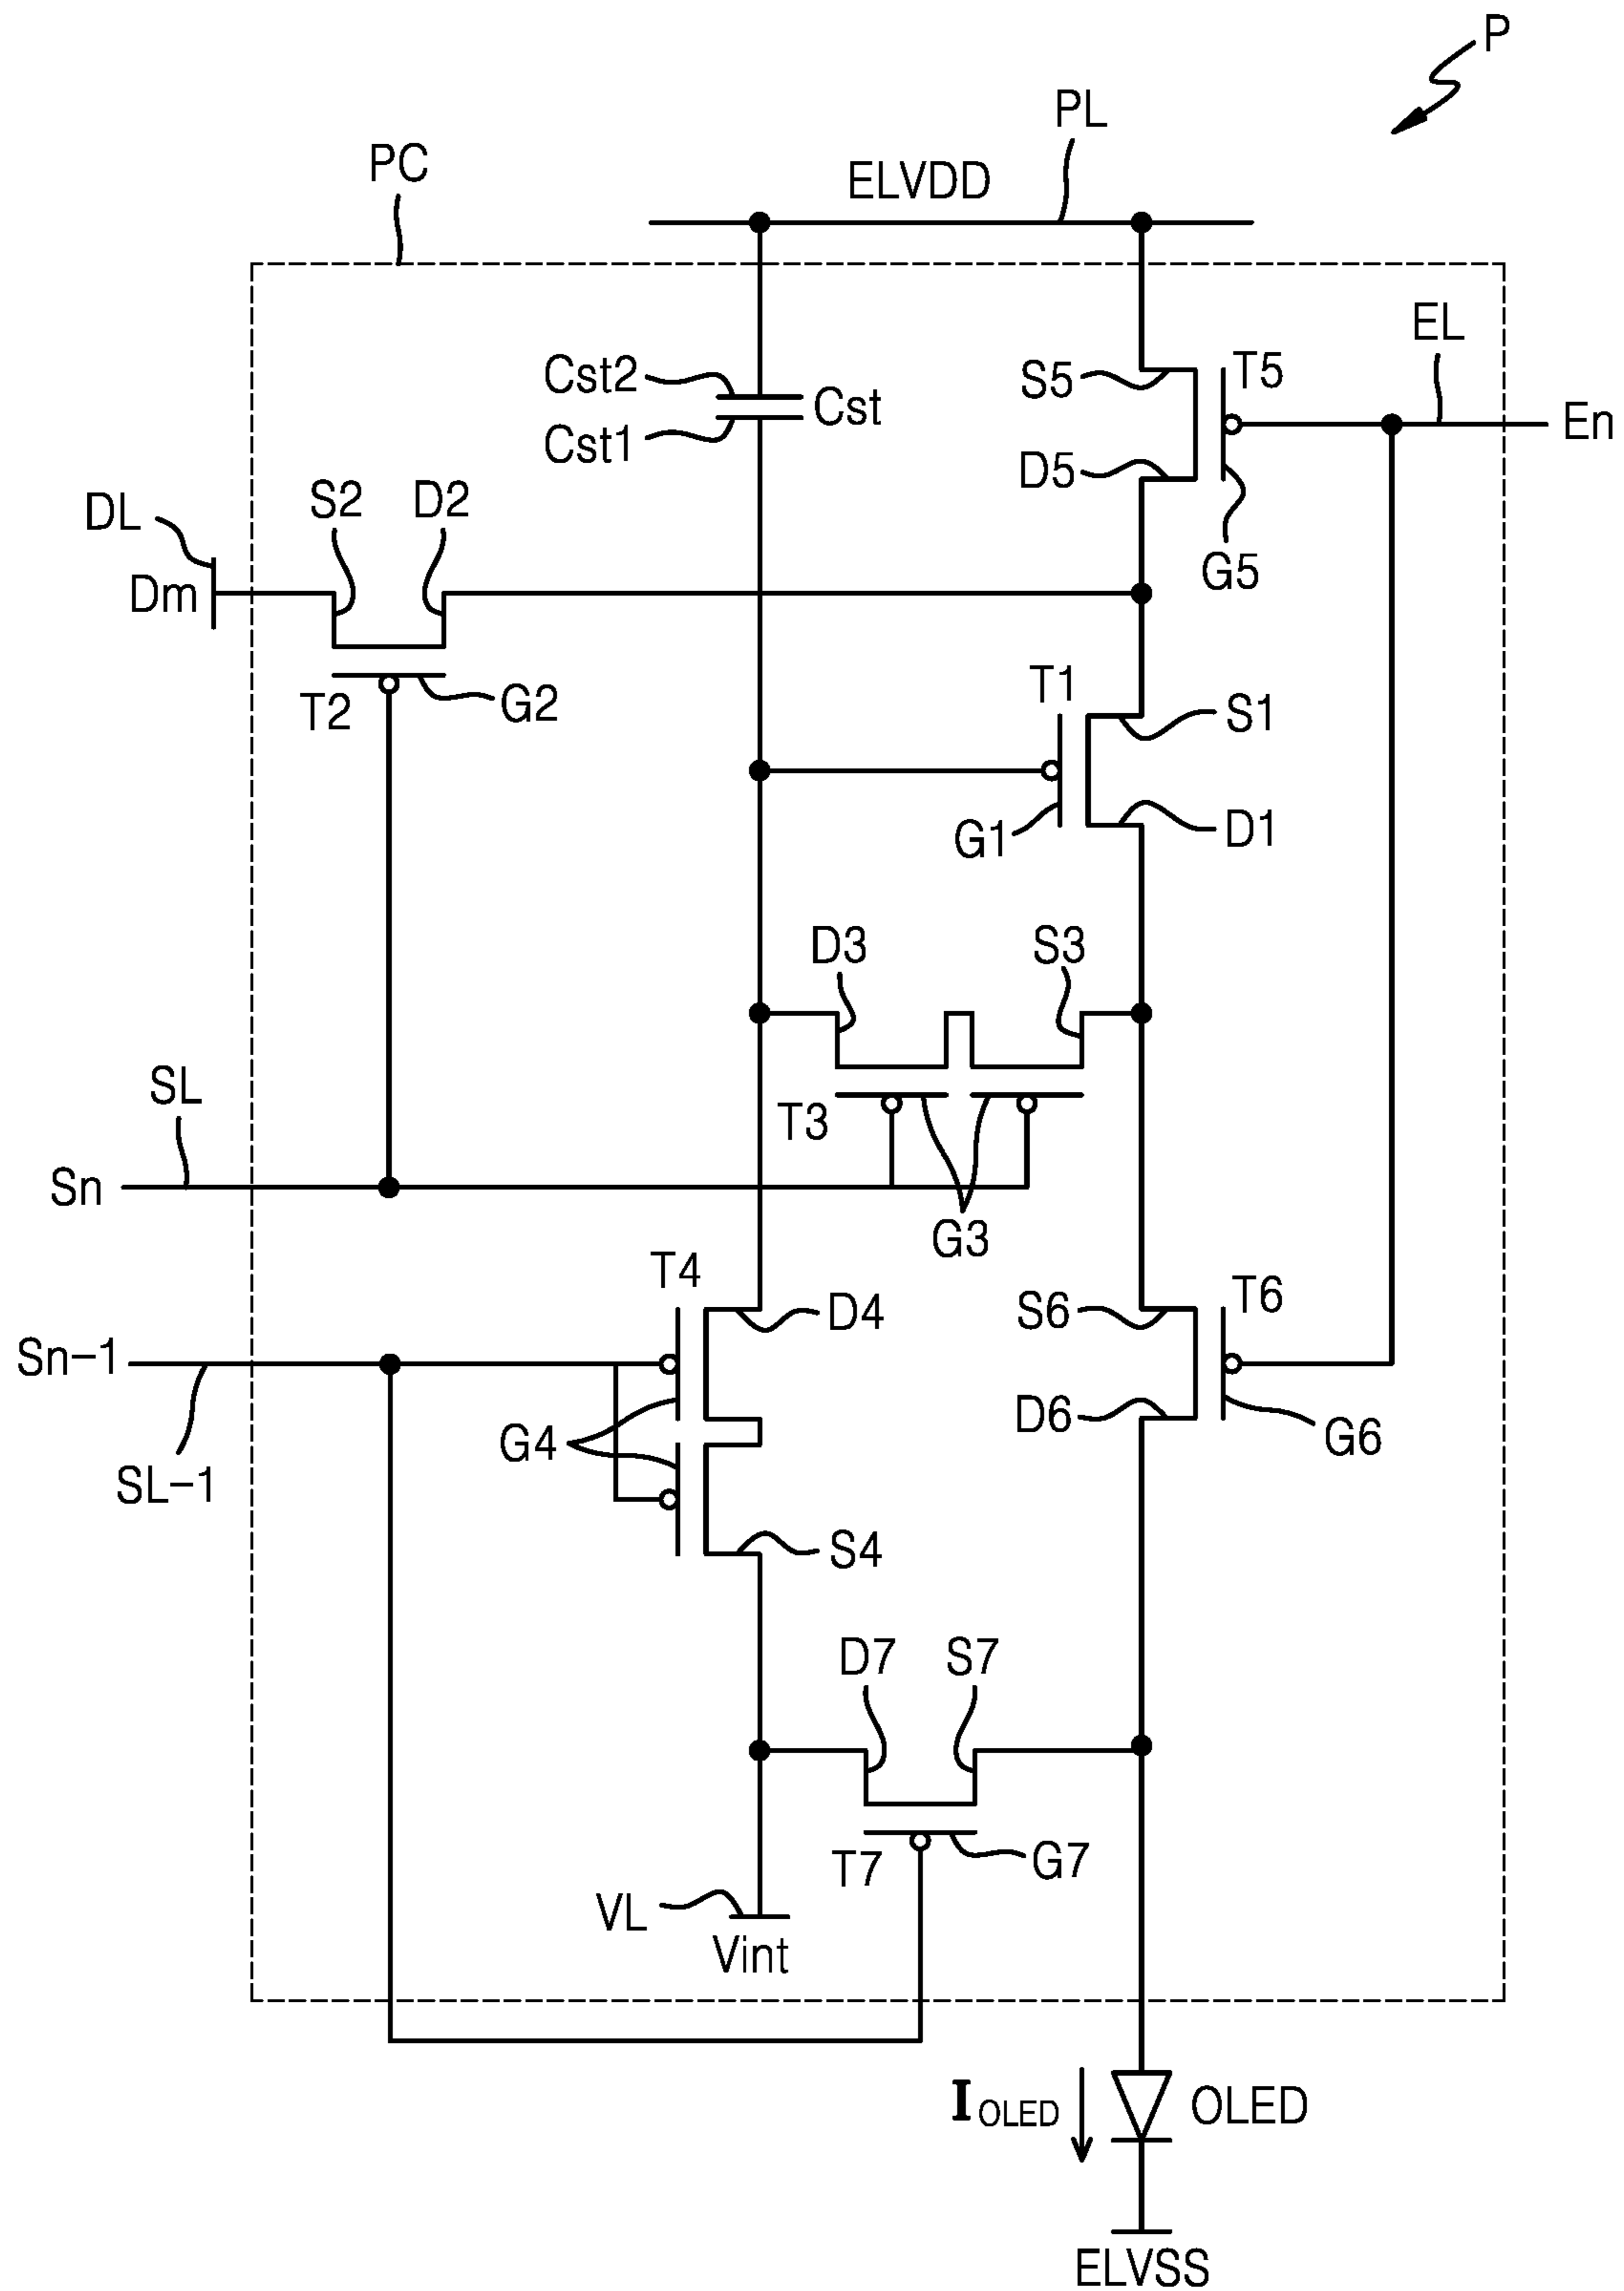 P
PL
PC
ELVDD
EL
Cst2
S5
T5
Cst
En
Cst1
D5
S2
D2
DL
G5
Dm
T1
S1
T2
G2
G1
D1
D3
S3
SL
T3
Sn
G3
T4
D4
S6
T6
Sn-1
D6
G4
G6
SL-1
S4
D7
S7
T7
G7
VL
Vint
IOLED
OLED
ELVSS